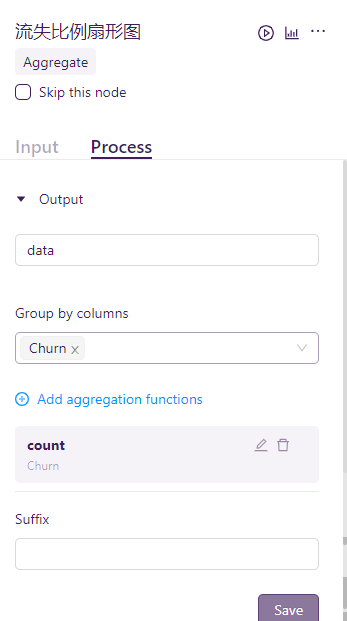 流失比例扇形图
Aggregate
Skip this node
Input Process
Output
data
Group by columns
Churn
Add aggregation functions
count
Churn
Suffix
Save